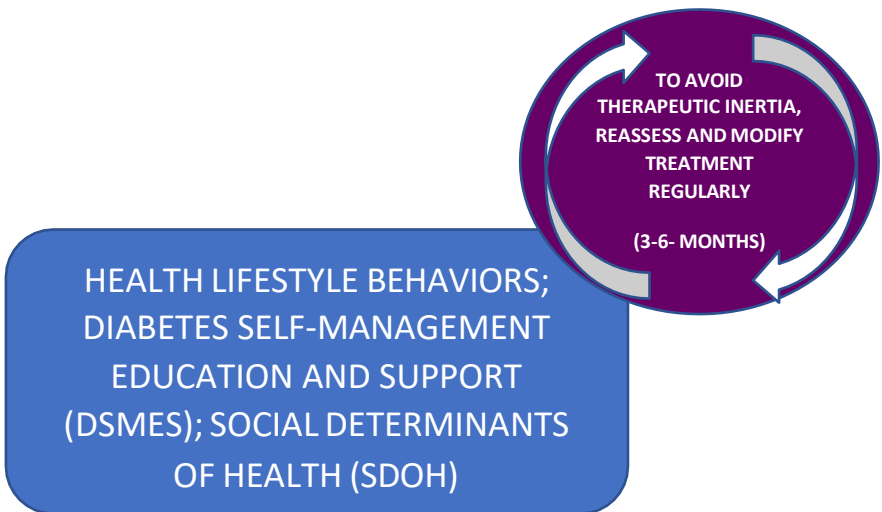 TO AVOID
THERAPEUTIC INERTIA,
REASSESS AND MODIFY
TREATMENT
REGULARLY
(3-6- MONTHS)
HEALTH LIFESTYLE BEHAVIORS;
DIABETES SELF-MANAGEMENT
EDUCATION AND SUPPORT
(DSMES); SOCIAL DETERMINANTS
OF HEALTH (SDOH)